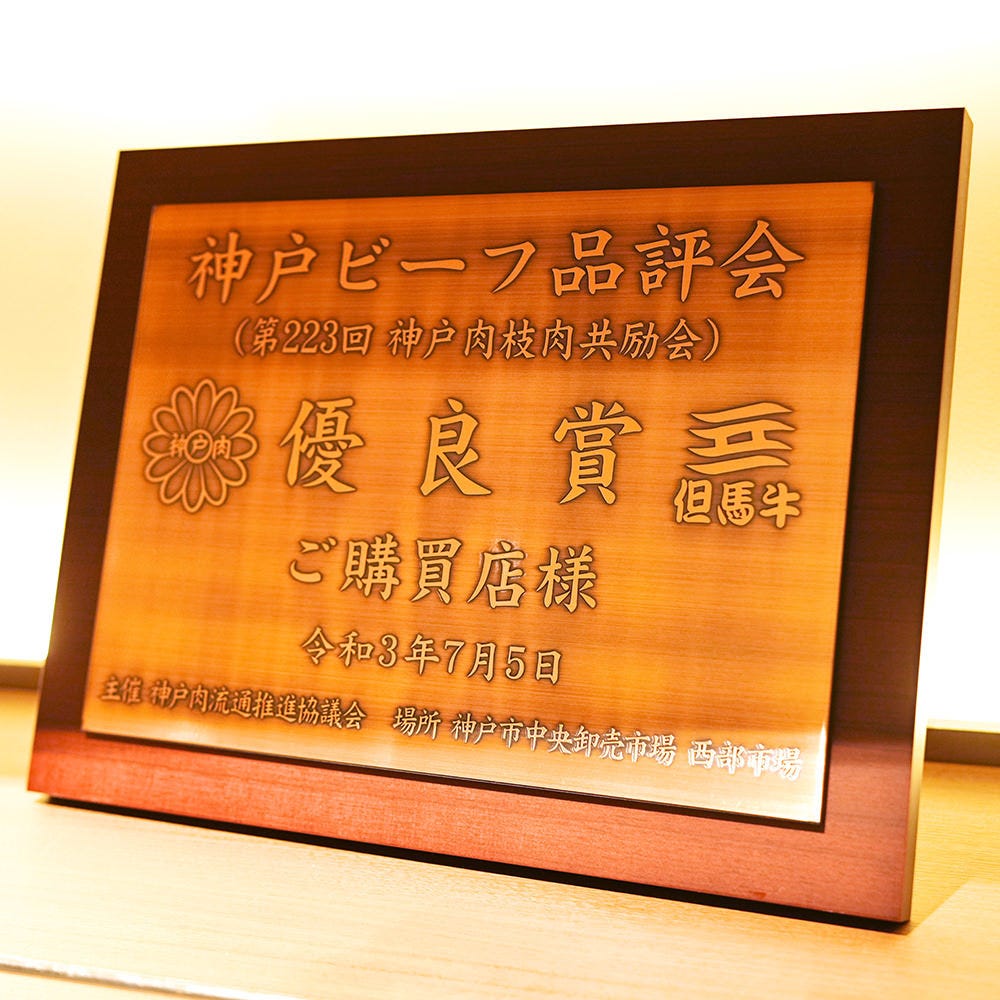 神戸ビーフ品評会
(第223回 神戸肉枝肉共励会)
神戸肉
優良賞
但馬牛
ご購買店様
令和3年7月5日
主催 神戸肉流通推進協議会 場所 神戸市中央卸売市場 西部市場